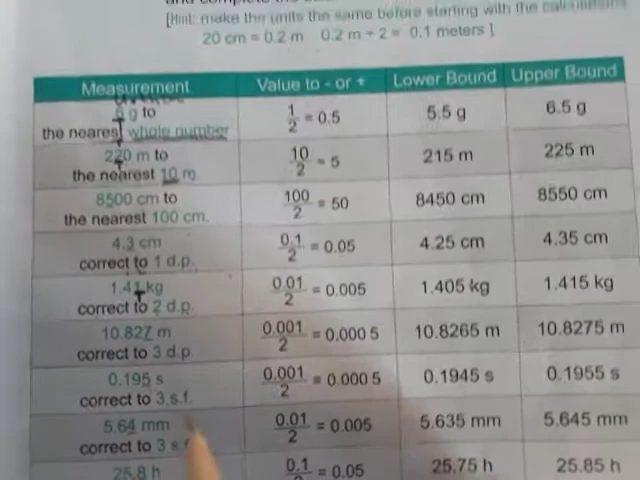 [Hint: make the units the same before starting with the calculations
20 cm = 0.2 m 0.2 m ÷ 2 = 0.1 meters ]
Measurement Value to - or + Lower Bound Upper Bound
g to
the nearest whole number
1/2 = 0.5 5.5 g 6.5 g
220 m to
the nearest 10 m
10/2 = 5 215 m 225 m
8500 cm to
the nearest 100 cm.
100/2 = 50 8450 cm 8550 cm
4.3 cm
correct to 1 d.p.
0.1/2 = 0.05 4.25 cm 4.35 cm
1.41 kg
correct to 2 d.p.
0.01/2 = 0.005 1.405 kg 1.415 kg
10.827 m
correct to 3 d.p
0.001/2 = 0.000 5 10.8265 m 10.8275 m
0.195 s
correct to 3.s.f.
0.001/2 = 0.000 5 0.1945 s 0.1955 s
5.64 mm
correct to 3 s.f
0.01/2 = 0.005 5.635 mm 5.645 mm
25.8 h
0.1/2 = 0.05 25.75 h 25.85 h